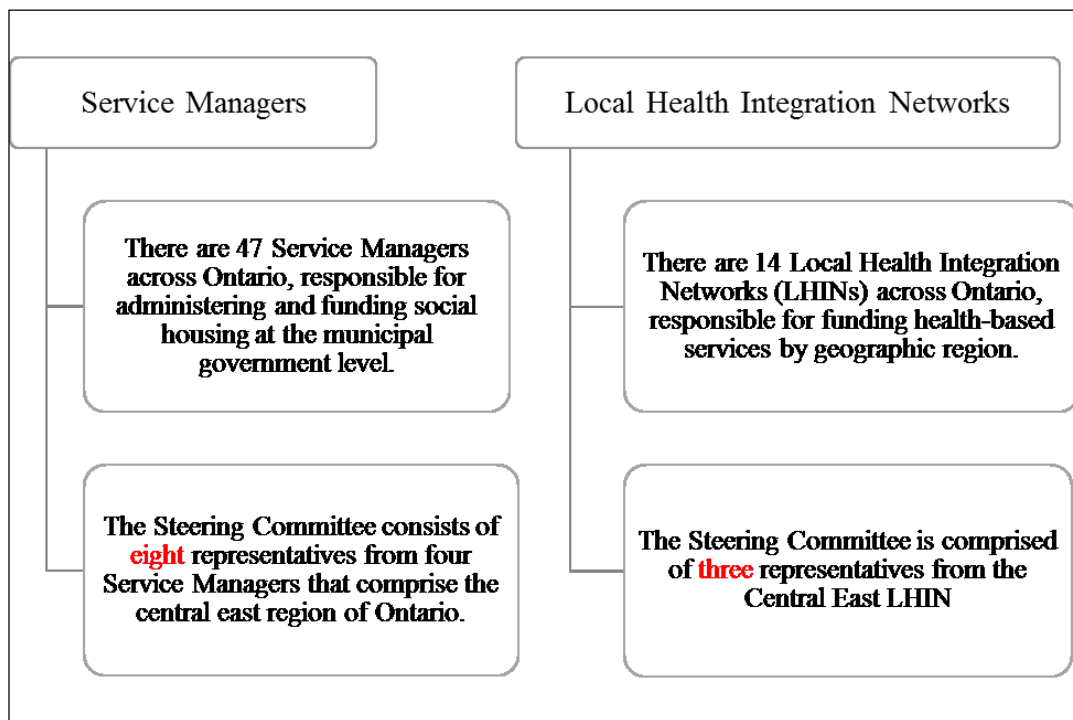 Service Managers
There are 47 Service Managers
across Ontario, responsible for
administering and funding social
housing at the municipal
government level.
The Steering Committee consists of
eight representatives from four
Service Managers that comprise the
central east region of Ontario.
Local Health Integration Networks
There are 14 Local Health Integration
Networks (LHINs) across Ontario,
responsible for funding health-based
services by geographic region.
The Steering Committee is comprised
of three representatives from the
Central East LHIN